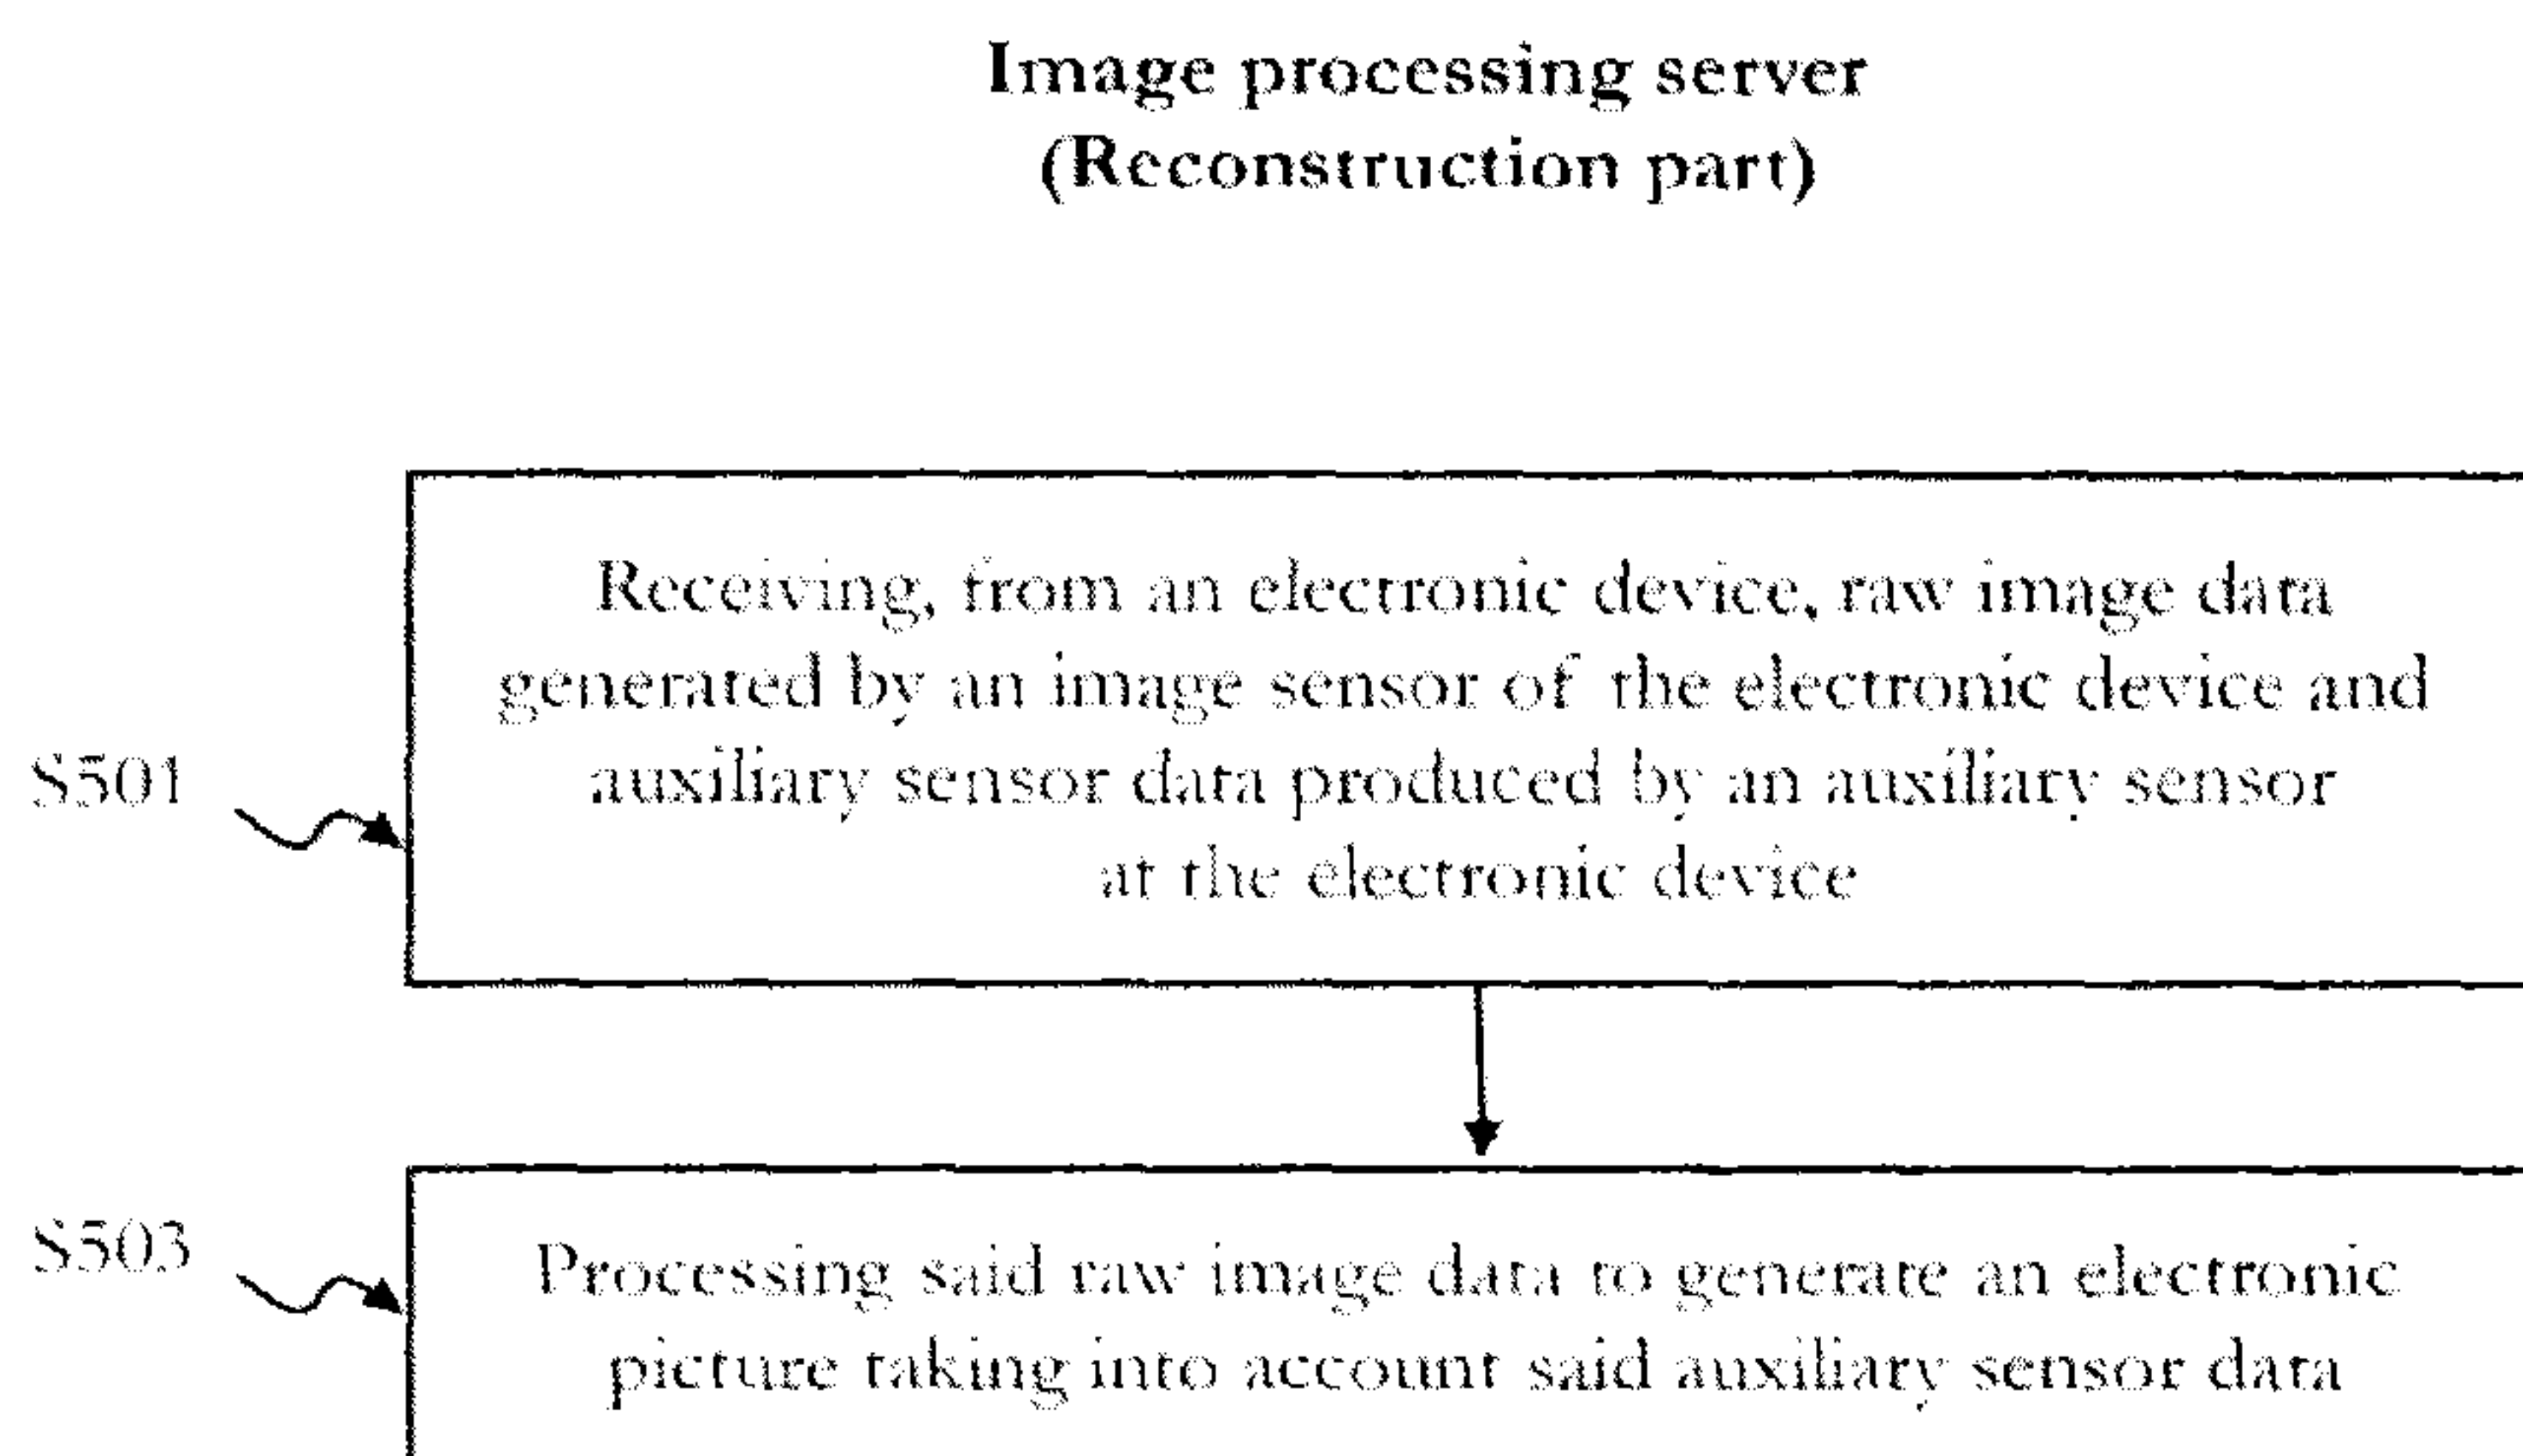 Image processing server
(Reconstruction part)
Receiving, from an electronic device, raw image data
generated by an image sensor of the electronic device and
auxiliary sensor data produced by an auxiliary sensor
at the electronic device
S501
S503
Processing said raw image data to generate an electronic
picture taking into account said auxiliary sensor data